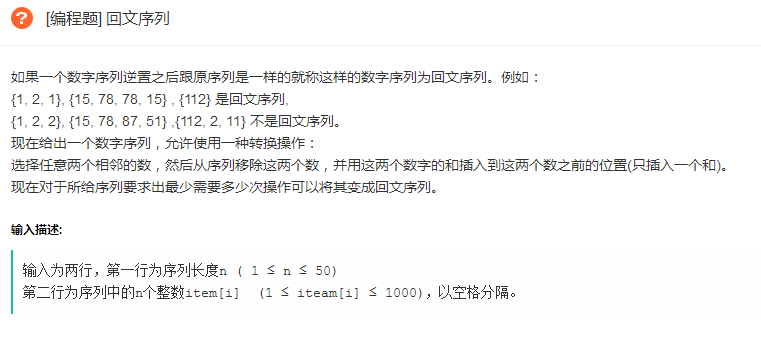 [编程题] 回文序列
如果一个数字序列逆置之后跟原序列是一样的就称这样的数字序列为回文序列。例如：
{1, 2, 1}, {15, 78, 78, 15} , {112} 是回文序列,
{1, 2, 2}, {15, 78, 87, 51} ,{112, 2, 11} 不是回文序列。
现在给出一个数字序列，允许使用一种转换操作：
选择任意两个相邻的数，然后从序列移除这两个数，并用这两个数字的和插入到这两个数之前的位置(只插入一个和)。
现在对于所给序列要求出最少需要多少次操作可以将其变成回文序列。
输入描述:
输入为两行，第一行为序列长度n ( 1 ≤ n ≤ 50)
第二行为序列中的n个整数item[i]  (1 ≤ iteam[i] ≤ 1000)，以空格分隔。